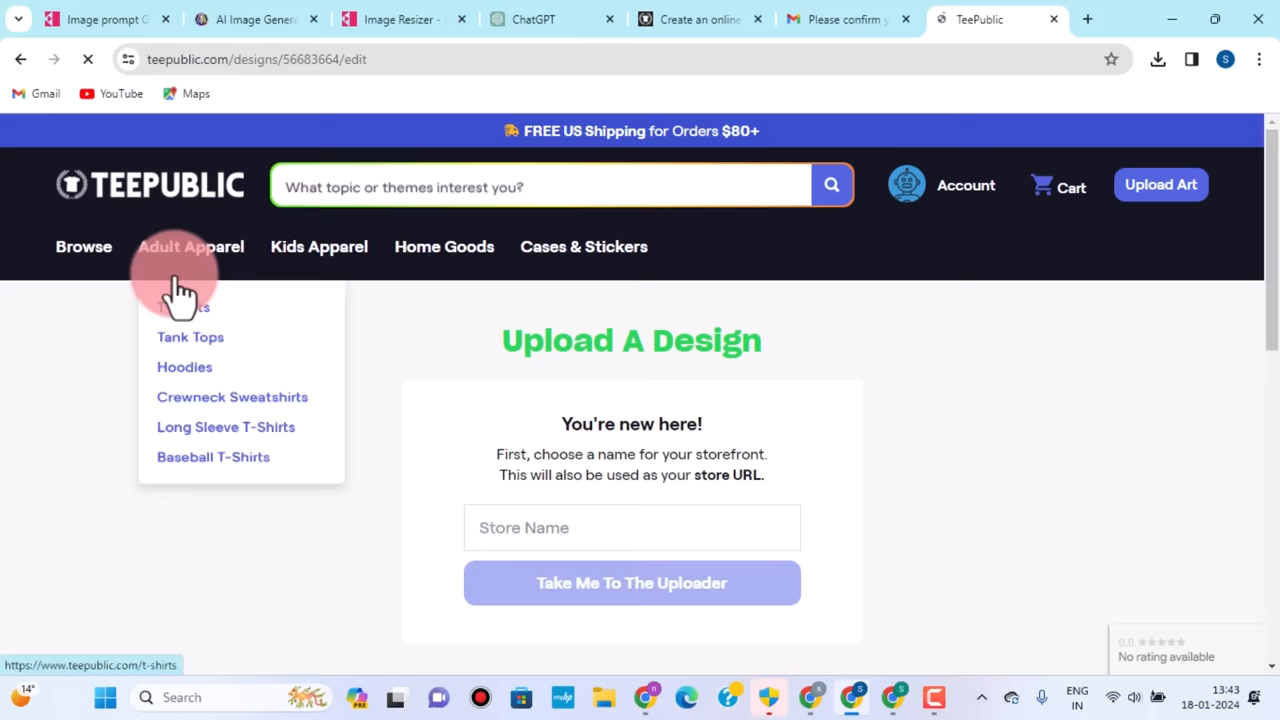 Image prompt G
AI Image Genera
Image Resizer -
ChatGPT
Create an online
Please confirm y
TeePublic
teepublic.com/designs/56683664/edit
Gmail
YouTube
Maps
FREE US Shipping for Orders $80+
TEEPUBLIC
What topic or themes interest you?
Account
Cart
Upload Art
Browse
Adult Apparel
Kids Apparel
Home Goods
Cases & Stickers
Tank Tops
Hoodies
Crewneck Sweatshirts
Long Sleeve T-Shirts
Baseball T-Shirts
Upload A Design
You're new here!
First, choose a name for your storefront.
This will also be used as your store URL.
Store Name
Take Me To The Uploader
0.0
No rating available
https://www.teepublic.com/t-shirts
14°
Search
PRE
ENG
IN
13:43
18-01-2024